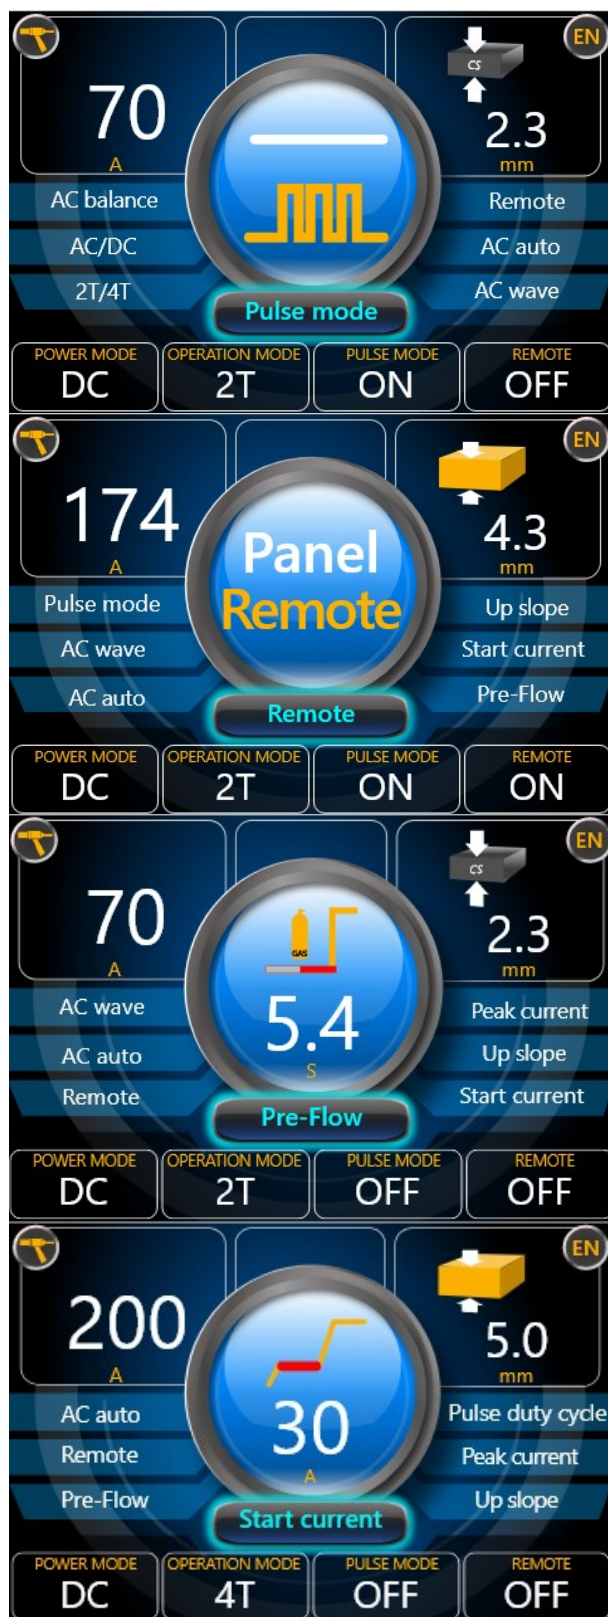 EN
70
A
CS
2.3
mm
AC balance
Remote
AC/DC
AC auto
2T/4T
AC wave
Pulse mode
POWER MODE OPERATION MODE PULSE MODE REMOTE
DC 2T ON OFF
EN
174
A
4.3
mm
Panel
Remote
Pulse mode
Up slope
AC wave
Start current
AC auto
Pre-Flow
Remote
POWER MODE OPERATION MODE PULSE MODE REMOTE
DC 2T ON ON
EN
70
A
CS
2.3
mm
GAS
5.4
S
AC wave
Peak current
AC auto
Up slope
Remote
Start current
Pre-Flow
POWER MODE OPERATION MODE PULSE MODE REMOTE
DC 2T OFF OFF
EN
200
A
5.0
mm
30
A
AC auto
Pulse duty cycle
Remote
Peak current
Pre-Flow
Up slope
Start current
POWER MODE OPERATION MODE PULSE MODE REMOTE
DC 4T OFF OFF